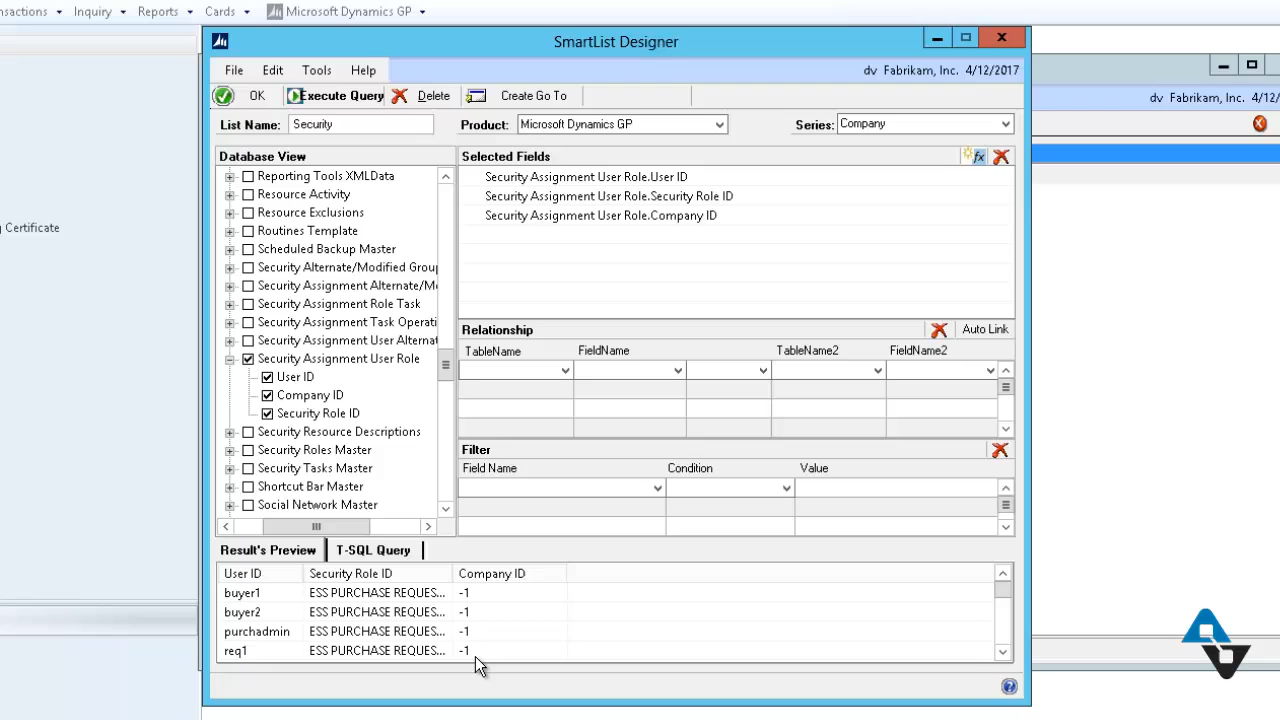 nsactions Inquiry Reports Cards Microsoft Dynamics GP
SmartList Designer
File Edit Tools Help
dv Fabrikam, Inc. 4/12/2017
dv Fabrikam, Inc. 4/12
OK Execute Query Delete Create Go To
List Name: Security Product: Microsoft Dynamics GP Series: Company
Database View
Reporting Tools XMLData
Resource Activity
Resource Exclusions
Routines Template
Scheduled Backup Master
Security Alternate/Modified Group
Security Assignment Alternate/Mo
Security Assignment Role Task
Security Assignment Task Operati
Security Assignment User Alternat
Security Assignment User Role
User ID
Company ID
Security Role ID
Security Resource Descriptions
Security Roles Master
Security Tasks Master
Shortcut Bar Master
Social Network Master
Selected Fields
fx
Security Assignment User Role.User ID
Security Assignment User Role.Security Role ID
Security Assignment User Role.Company ID
Relationship Auto Link
TableName FieldName TableName2 FieldName2
Filter
Field Name Condition Value
Result's Preview T-SQL Query
User ID Security Role ID Company ID
buyer1 ESS PURCHASE REQUES... -1
buyer2 ESS PURCHASE REQUES... -1
purchadmin ESS PURCHASE REQUES... -1
req1 ESS PURCHASE REQUES... -1
g Certificate